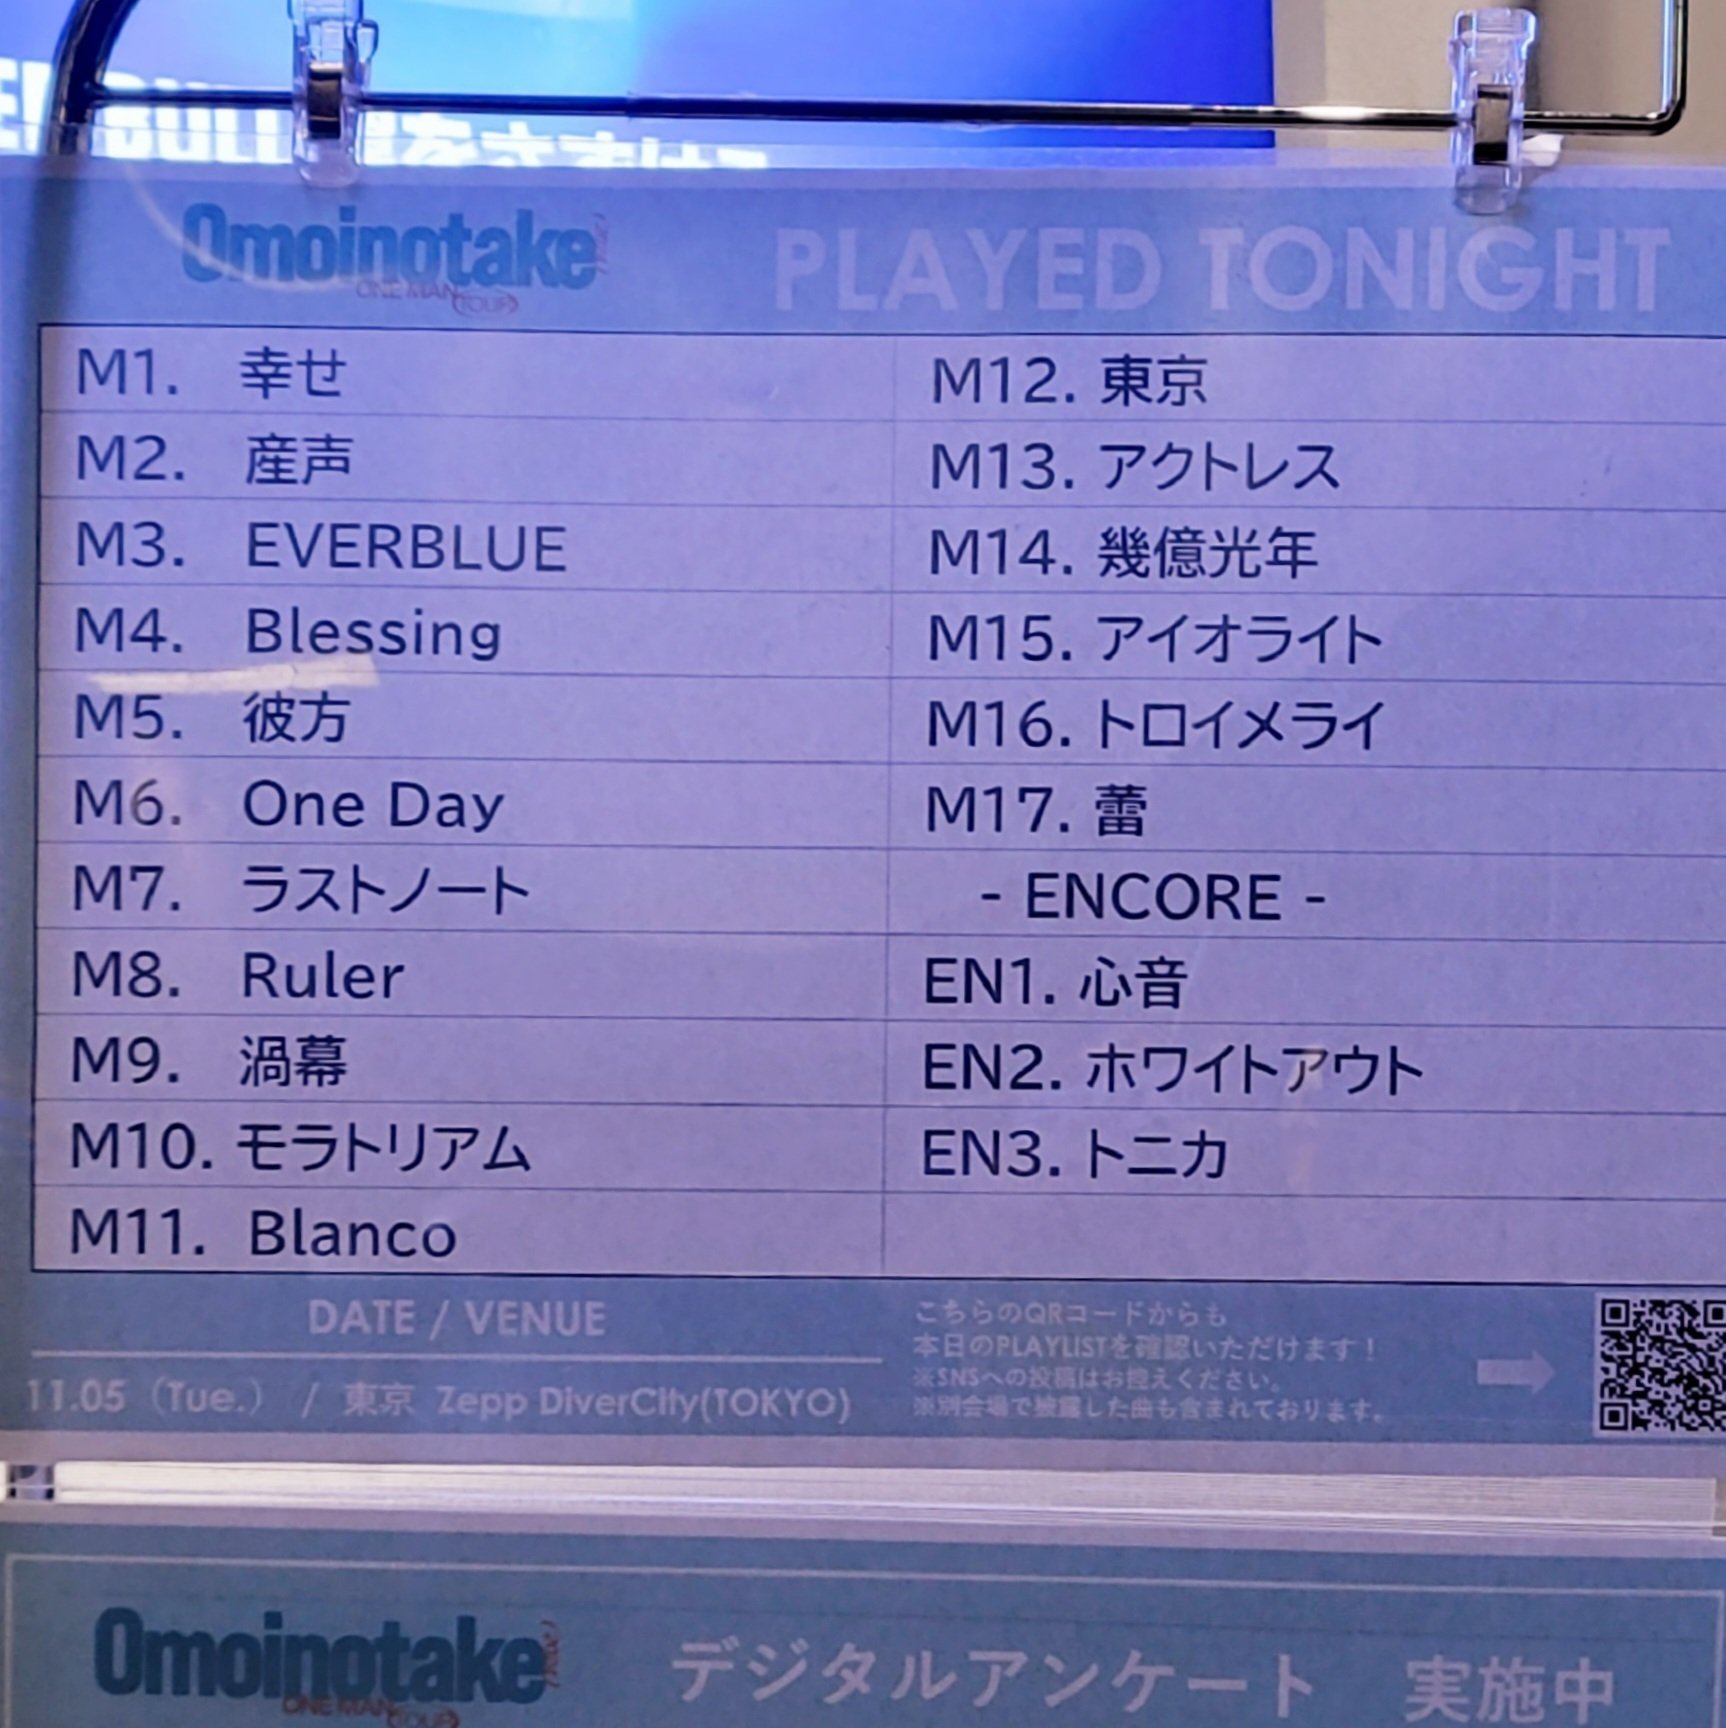 Omoinotake
ONE MAN TOUR
PLAYED TONIGHT
M1. 幸せ
M2. 産声
M3. EVERBLUE
M4. Blessing
M5. 彼方
M6. One Day
M7. ラストノート
M8. Ruler
M9. 渦幕
M10. モラトリアム
M11. Blanco
M12. 東京
M13. アクトレス
M14. 幾億光年
M15. アイオライト
M16. トロイメライ
M17. 蕾
- ENCORE -
EN1. 心音
EN2. ホワイトアウト
EN3. トニカ
DATE / VENUE
11.05（Tue.） / 東京 Zepp DiverCity(TOKYO)
こちらのQRコードからも
本日のPLAYLISTを確認いただけます！
※SNSへの投稿はお控えください。
※別会場で披露した曲も含まれております。
Omoinotake
ONE MAN TOUR
デジタルアンケート 実施中